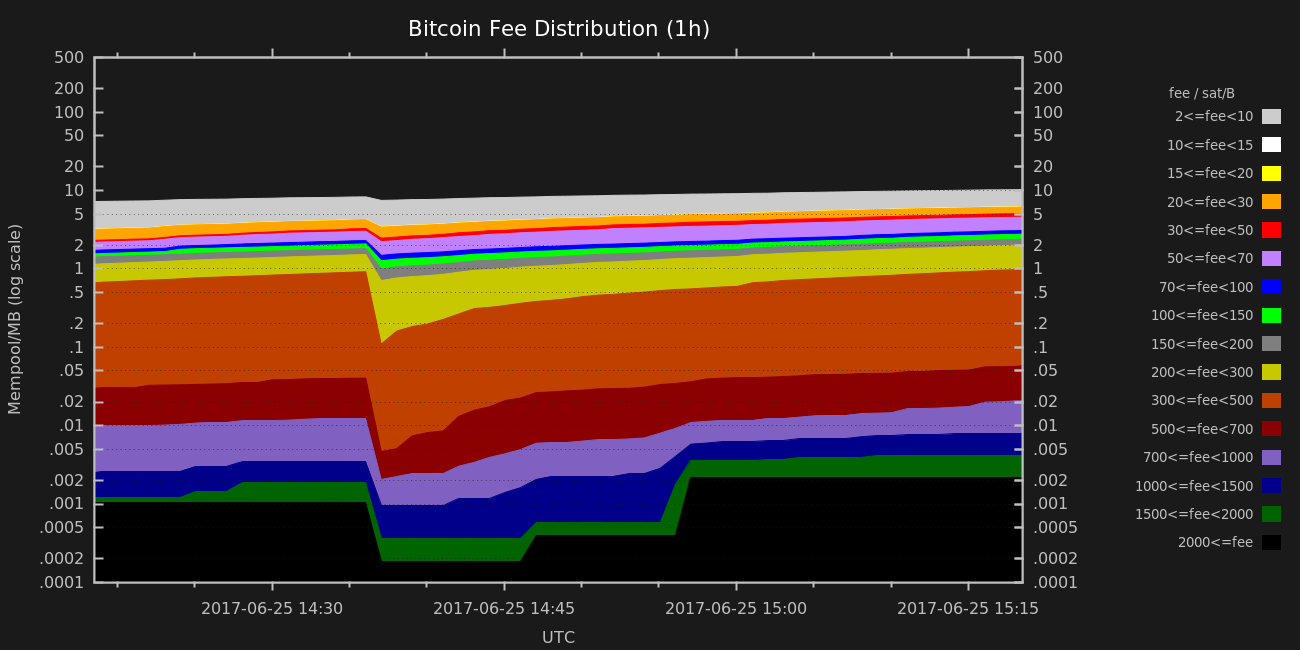 Bitcoin Fee Distribution (1h)
500
200
100
50
20
10
5
2
1
.5
.2
.1
.05
.02
.01
.005
.002
.001
.0005
.0002
.0001
Mempool/MB (log scale)
500
200
100
50
20
10
5
2
1
.5
.2
.1
.05
.02
.01
.005
.002
.001
.0005
.0002
.0001
2017-06-25 14:30
2017-06-25 14:45
2017-06-25 15:00
2017-06-25 15:15
UTC
fee / sat/B
2<=fee<10
10<=fee<15
15<=fee<20
20<=fee<30
30<=fee<50
50<=fee<70
70<=fee<100
100<=fee<150
150<=fee<200
200<=fee<300
300<=fee<500
500<=fee<700
700<=fee<1000
1000<=fee<1500
1500<=fee<2000
2000<=fee